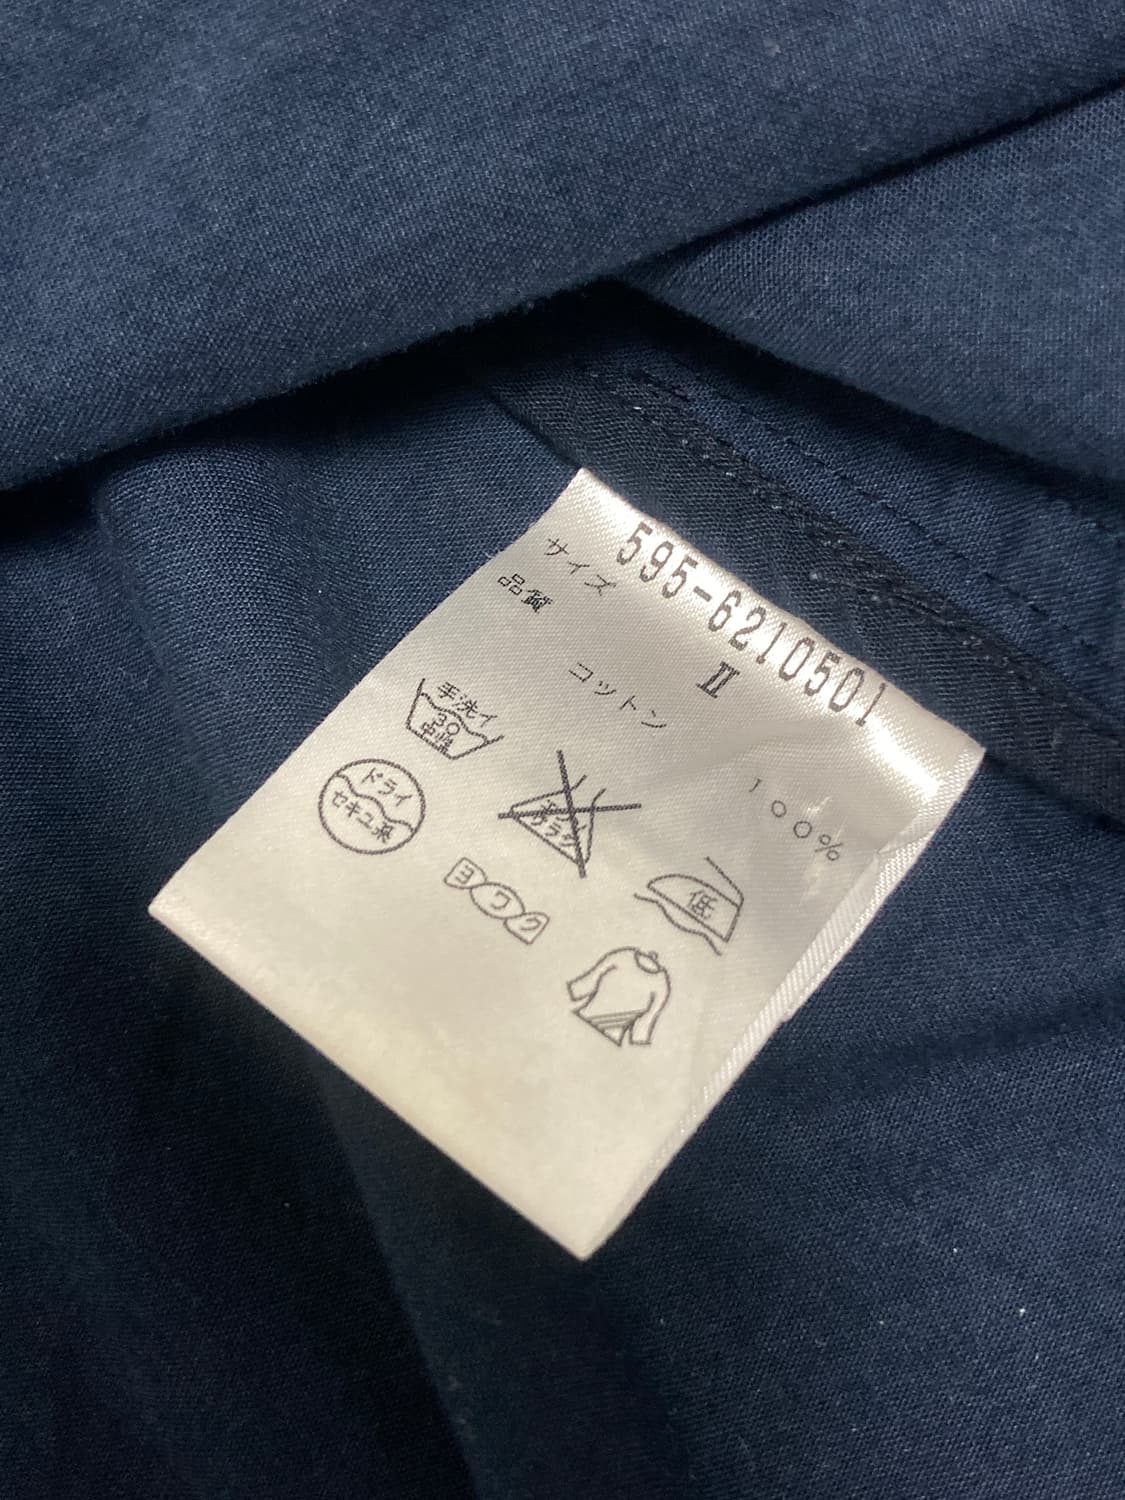 595-6210501
サイズ II
品質
コットン 100%
手洗イ
30
中性
エンソ
サラシ
低
ドライ
セキユ系
ヨワク